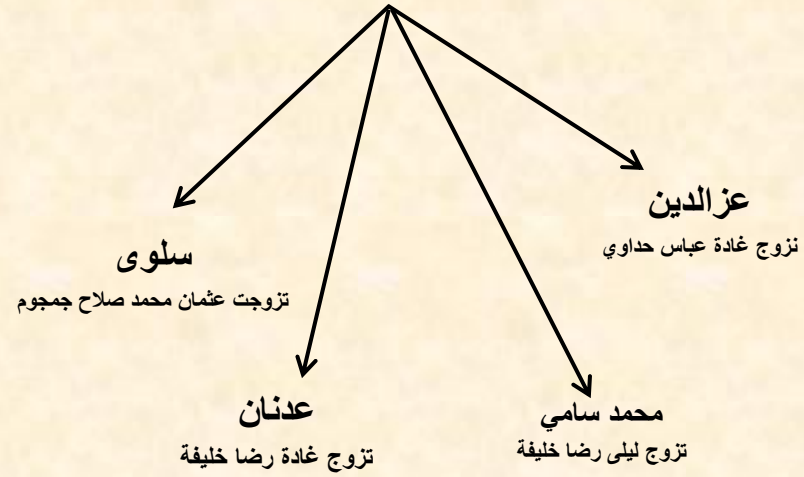 عزالدين
نزوج غادة عباس حداوي
محمد سامي
تزوج ليلى رضا خليفة
عدنان
تزوج غادة رضا خليفة
سلوى
تزوجت عثمان محمد صلاح جمجوم